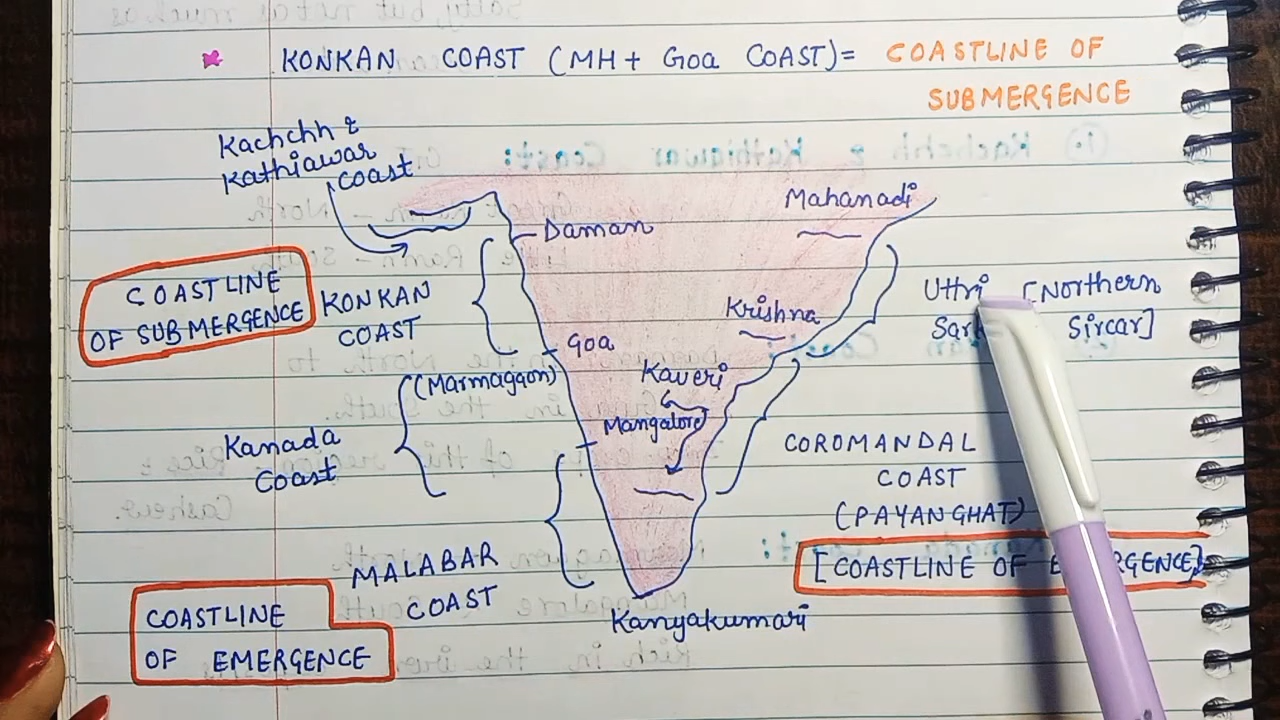 KONKAN COAST (MH + Goa COAST) = COASTLINE OF
SUBMERGENCE
Kachchh &
Kathiawar
Coast
Mahanadi
Daman
COASTLINE
OF SUBMERGENCE
KONKAN
COAST
Uttri [Northern
Sircar]
Krishna
Goa
(Marmagaon)
Kaveri
Mangalore
Kanada
Coast
COROMANDAL
COAST
(PAYANGHAT)
[COASTLINE OF
MALABAR
COAST
COASTLINE
OF EMERGENCE
Kanyakumari